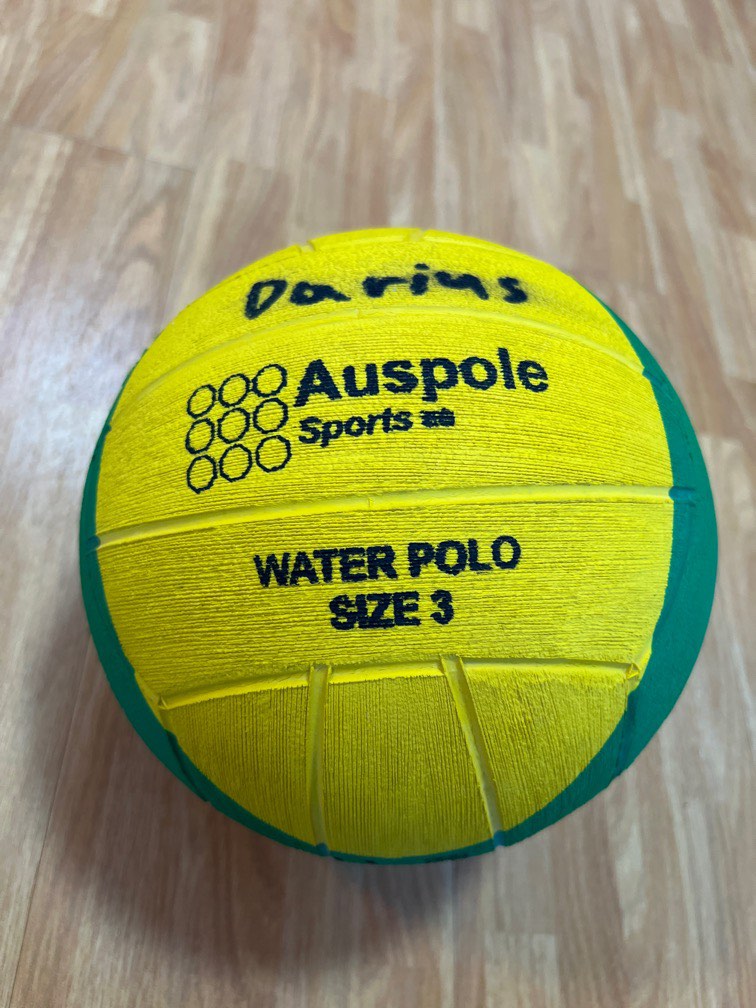 Darius
Auspole
Sports
WATER POLO
SIZE 3